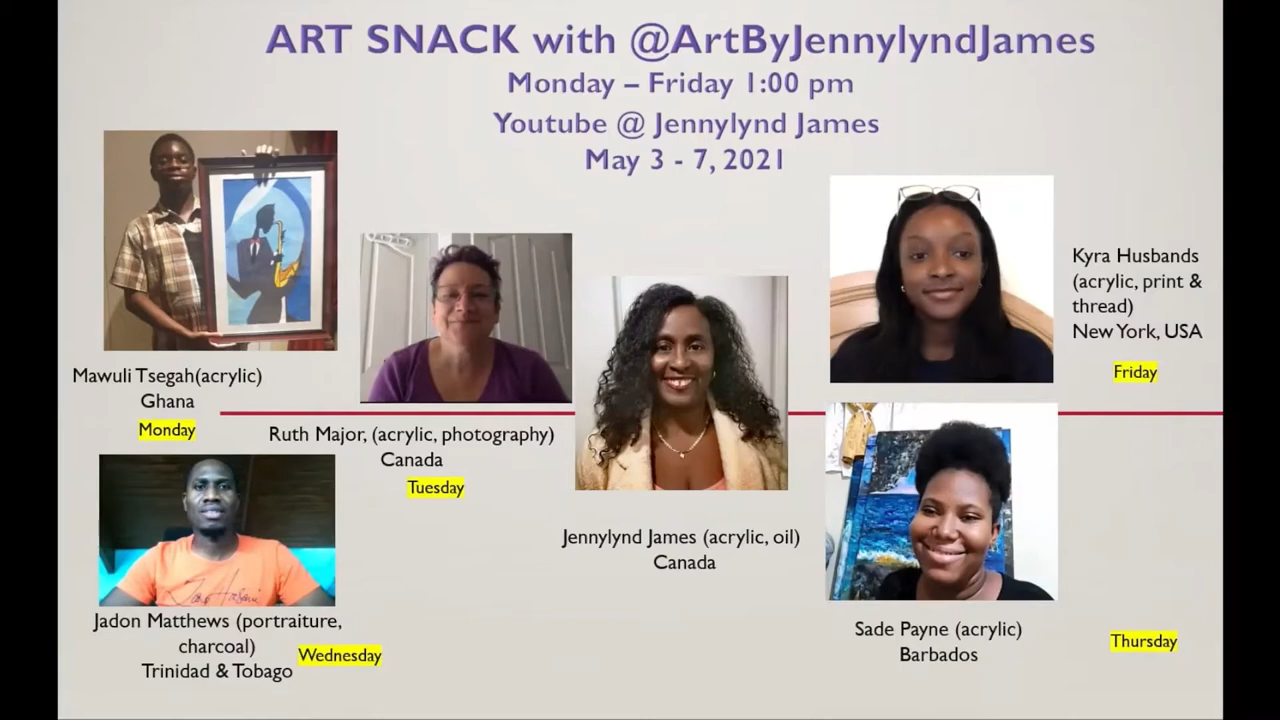 ART SNACK with @ArtByJennylyndJames
Monday – Friday 1:00 pm
Youtube @ Jennylynd James
May 3 - 7, 2021
Mawuli Tsegah(acrylic)
Ghana
Monday
Ruth Major, (acrylic, photography)
Canada
Tuesday
Jadon Matthews (portraiture,
charcoal)
Trinidad & Tobago
Wednesday
Jennylynd James (acrylic, oil)
Canada
Kyra Husbands
(acrylic, print &
thread)
New York, USA
Friday
Sade Payne (acrylic)
Barbados
Thursday